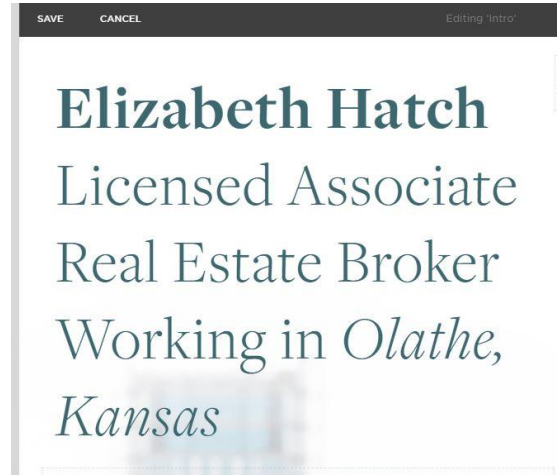 SAVE CANCEL Editing 'Intro'
Elizabeth Hatch
Licensed Associate
Real Estate Broker
Working in Olathe,
Kansas